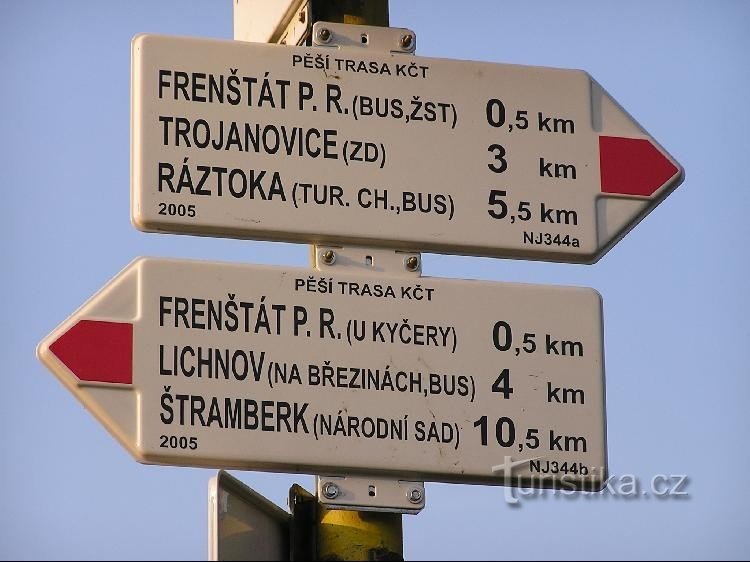 PĚŠÍ TRASA KČT
FRENŠTÁT P. R.(BUS,ŽST) 0,5 km
TROJANOVICE(ZD) 3 km
RÁZTOKA(TUR. CH.,BUS) 5,5 km
2005 NJ344a
PĚŠÍ TRASA KČT
FRENŠTÁT P. R.(U KYČERY) 0,5 km
LICHNOV(NA BŘEZINÁCH,BUS) 4 km
ŠTRAMBERK(NÁRODNÍ SAD) 10,5 km
2005 NJ344b
turistika.cz